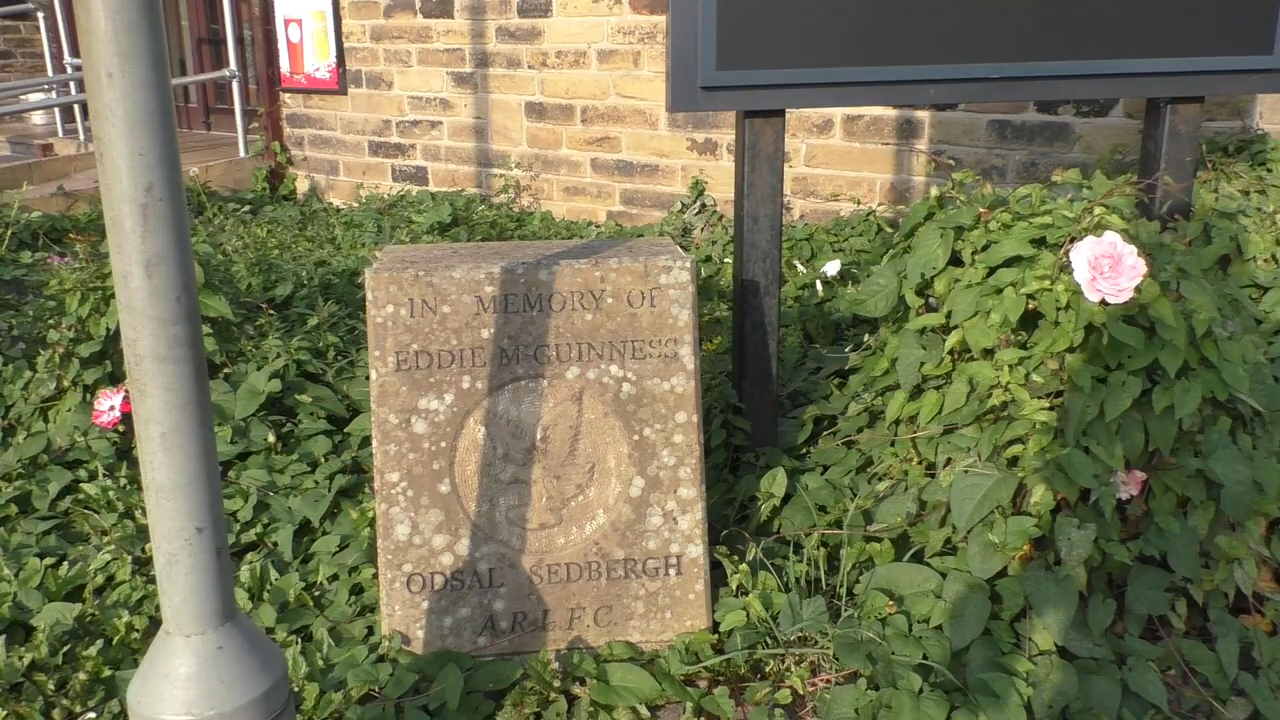 IN MEMORY OF
EDDIE McGUINNESS
ODSAL SEDBERGH
A.R.L.F.C.